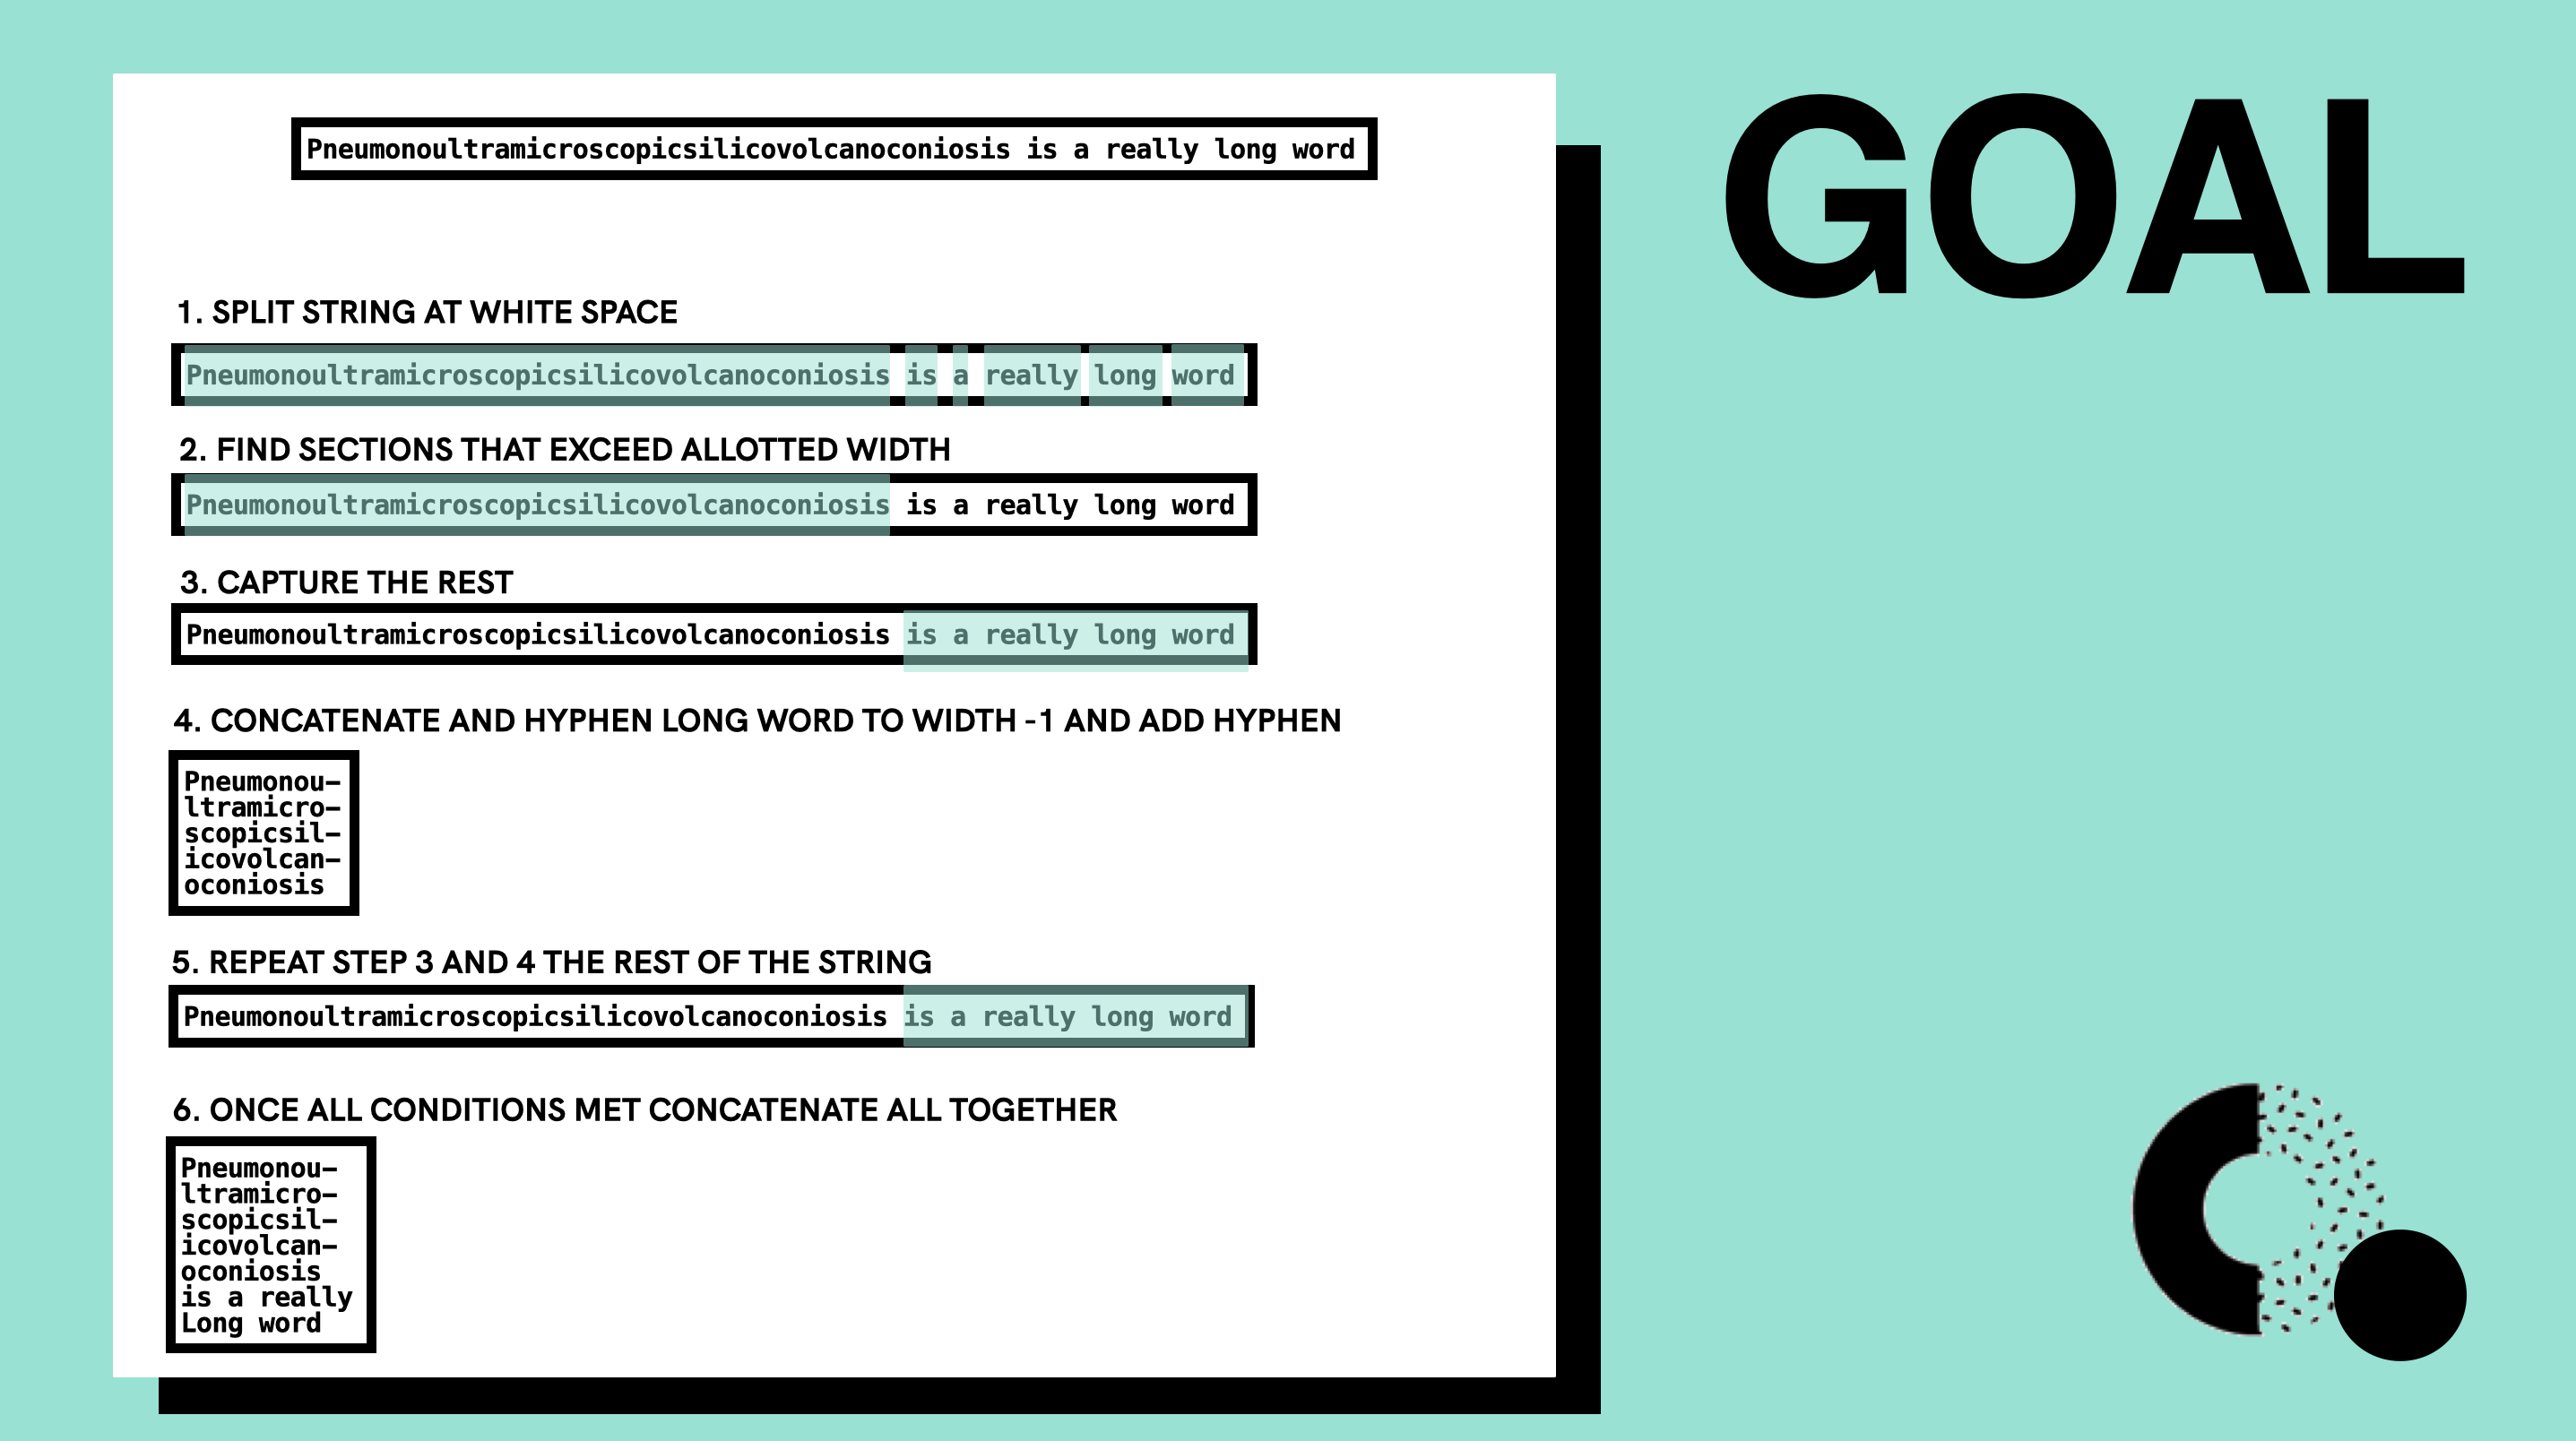 GOAL
Pneumonoultramicroscopicsilicovolcanoconiosis is a really long word
1. SPLIT STRING AT WHITE SPACE
Pneumonoultramicroscopicsilicovolcanoconiosis is a really long word
2. FIND SECTIONS THAT EXCEED ALLOTTED WIDTH
Pneumonoultramicroscopicsilicovolcanoconiosis is a really long word
3. CAPTURE THE REST
Pneumonoultramicroscopicsilicovolcanoconiosis is a really long word
4. CONCATENATE AND HYPHEN LONG WORD TO WIDTH -1 AND ADD HYPHEN
Pneumonou-
ltramicro-
scopicsil-
icovolcan-
oconiosis
5. REPEAT STEP 3 AND 4 THE REST OF THE STRING
Pneumonoultramicroscopicsilicovolcanoconiosis is a really long word
6. ONCE ALL CONDITIONS MET CONCATENATE ALL TOGETHER
Pneumonou-
ltramicro-
scopicsil-
icovolcan-
oconiosis
is a really
Long word